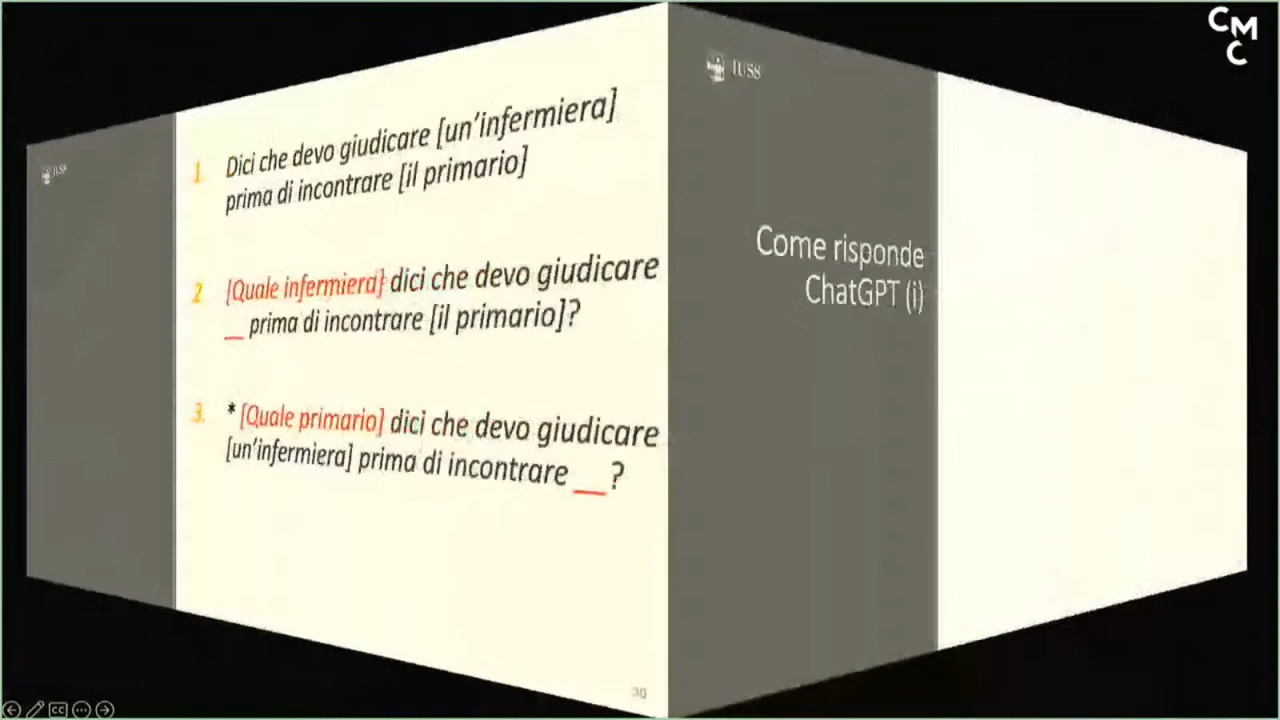 CMC
IUSS
1. Dici che devo giudicare [un'infermiera]
prima di incontrare [il primario]
2 [Quale infermiera] dici che devo giudicare
__ prima di incontrare [il primario]?
3. * [Quale primario] dici che devo giudicare
[un'infermiera] prima di incontrare __ ?
30
IUSS
Come risponde
ChatGPT (i)
CC